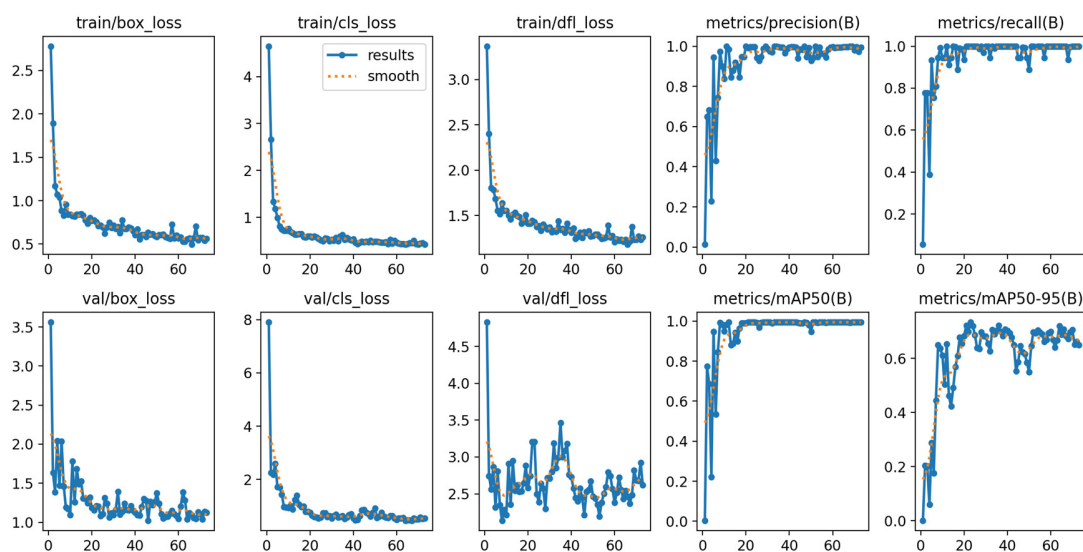 train/box_loss
train/cls_loss
train/dfl_loss
metrics/precision(B)
metrics/recall(B)
results
smooth
2.5
2.0
1.5
1.0
0.5
0 20 40 60
4
3
2
1
0 20 40 60
3.5
3.0
2.5
2.0
1.5
0 20 40 60
1.0
0.8
0.6
0.4
0.2
0.0
0 20 40 60
1.0
0.8
0.6
0.4
0.2
0 20 40 60
val/box_loss
val/cls_loss
val/dfl_loss
metrics/mAP50(B)
metrics/mAP50-95(B)
3.5
3.0
2.5
2.0
1.5
1.0
0 20 40 60
8
6
4
2
0 20 40 60
4.5
4.0
3.5
3.0
2.5
0 20 40 60
1.0
0.8
0.6
0.4
0.2
0.0
0 20 40 60
0.6
0.4
0.2
0.0
0 20 40 60